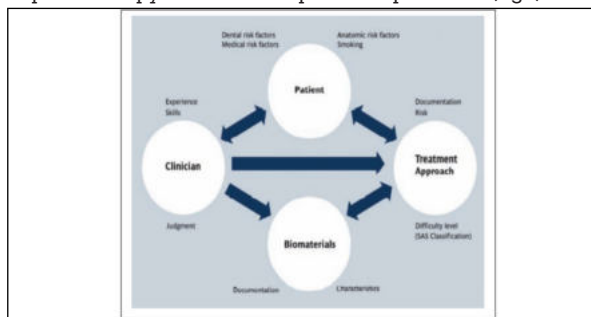 Dental risk factors
Medical risk factors
Anatomic risk factors
Smoking
Patient
Experience
Skills
Documentation
Risk
Clinician
Treatment
Approach
Judgment
Difficulty level
(SAS Classification)
Biomaterials
Documentation
Characteristics